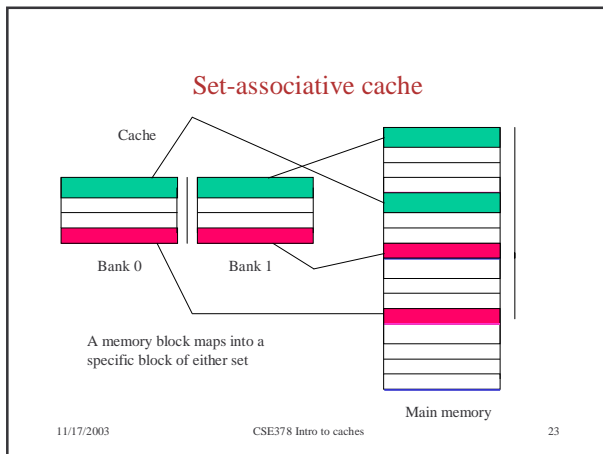 Set-associative cache
Cache
Bank 0
Bank 1
A memory block maps into a
specific block of either set
Main memory
11/17/2003
CSE378 Intro to caches
23